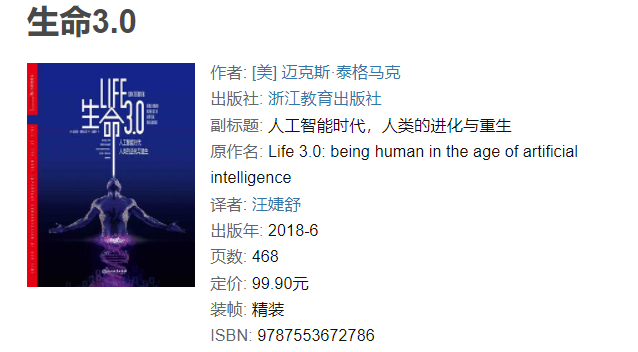 生命3.0
作者: [美] 迈克斯·泰格马克
出版社: 浙江教育出版社
副标题: 人工智能时代，人类的进化与重生
原作名: Life 3.0: being human in the age of artificial
intelligence
译者: 汪婕舒
出版年: 2018-6
页数: 468
定价: 99.90元
装帧: 精装
ISBN: 9787553672786
LIFE
生命
3.0
人工智能时代
人类的进化与重生